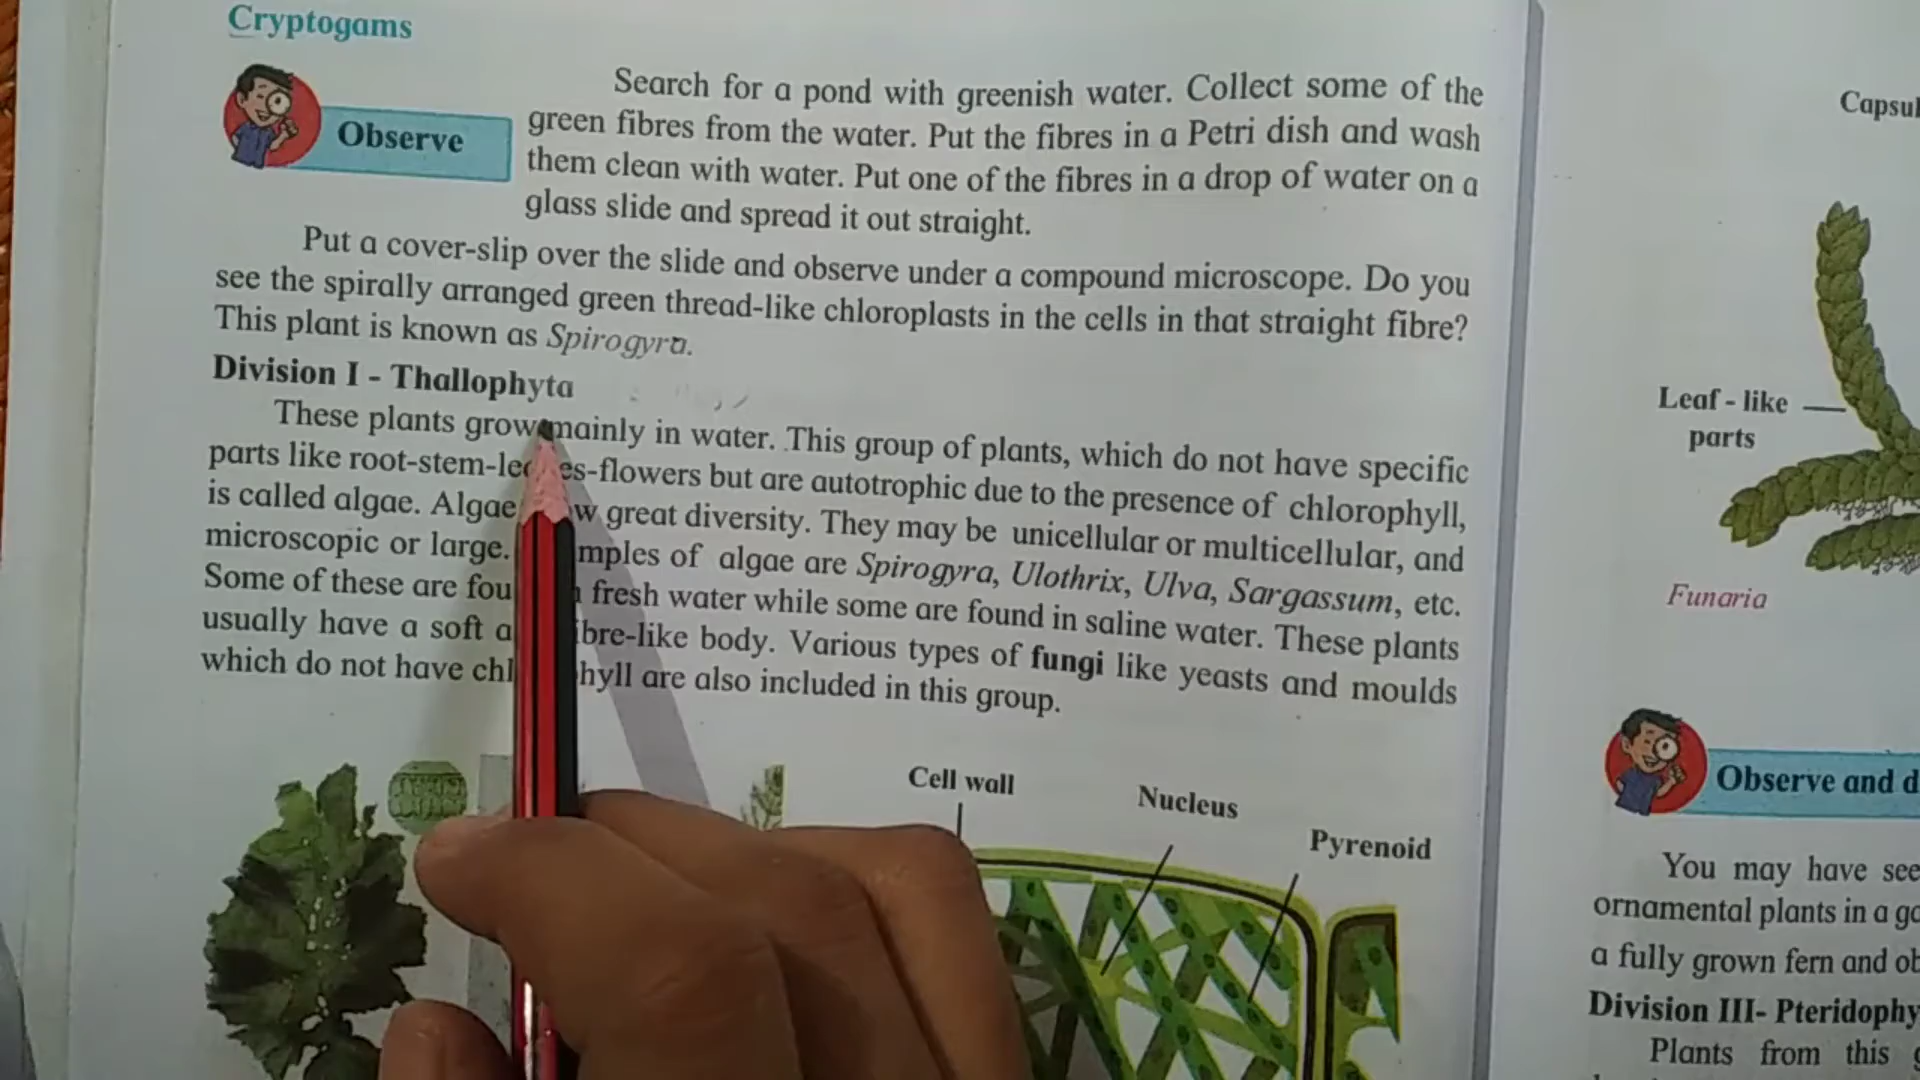 Cryptogams
Observe
Search for a pond with greenish water. Collect some of the
green fibres from the water. Put the fibres in a Petri dish and wash
them clean with water. Put one of the fibres in a drop of water on a
glass slide and spread it out straight.
Put a cover-slip over the slide and observe under a compound microscope. Do you
see the spirally arranged green thread-like chloroplasts in the cells in that straight fibre?
This plant is known as Spirogyra.
Division I - Thallophyta
These plants grow mainly in water. This group of plants, which do not have specific
parts like root-stem-le es-flowers but are autotrophic due to the presence of chlorophyll,
is called algae. Algae w great diversity. They may be unicellular or multicellular, and
microscopic or large. mples of algae are Spirogyra, Ulothrix, Ulva, Sargassum, etc.
Some of these are fou fresh water while some are found in saline water. These plants
usually have a soft a ibre-like body. Various types of fungi like yeasts and moulds
which do not have chl hyll are also included in this group.
Cell wall
Nucleus
Pyrenoid
Capsul
Leaf - like
parts
Funaria
Observe and d
You may have see
ornamental plants in a ga
a fully grown fern and ob
Division III- Pteridophy
Plants from this g